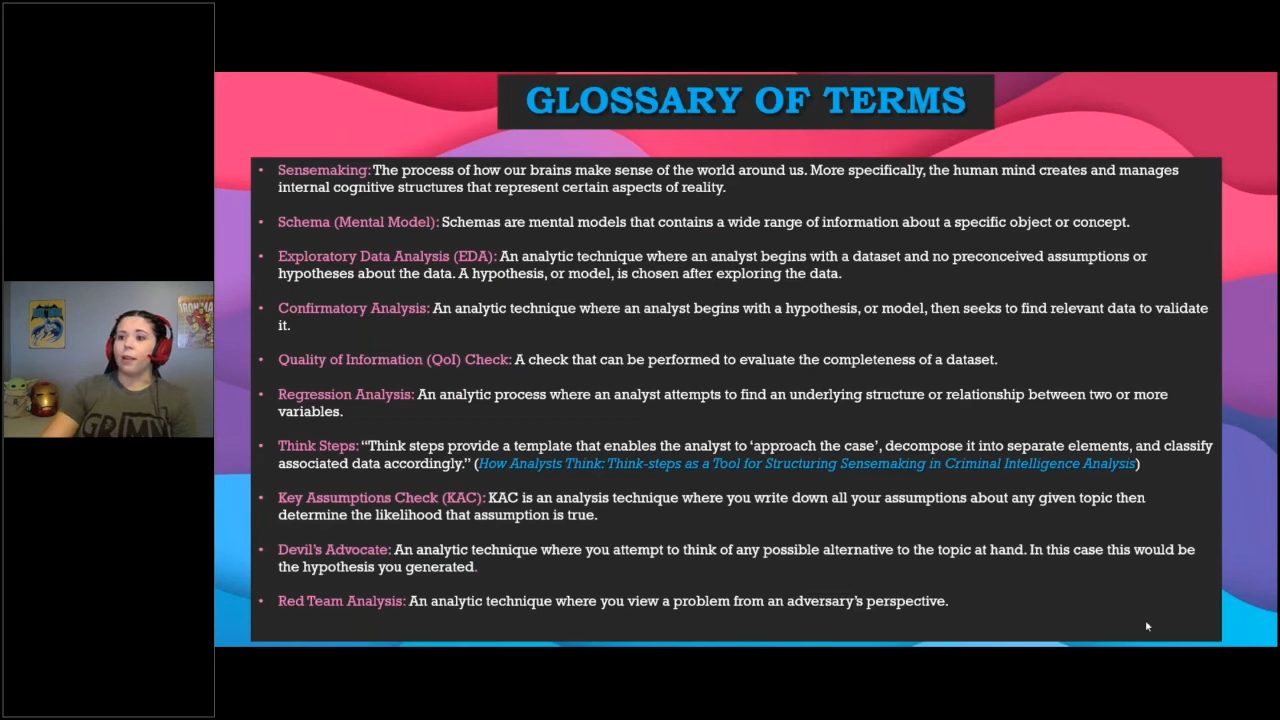 GLOSSARY OF TERMS
• Sensemaking: The process of how our brains make sense of the world around us. More specifically, the human mind creates and manages
internal cognitive structures that represent certain aspects of reality.
• Schema (Mental Model): Schemas are mental models that contains a wide range of information about a specific object or concept.
• Exploratory Data Analysis (EDA): An analytic technique where an analyst begins with a dataset and no preconceived assumptions or
hypotheses about the data. A hypothesis, or model, is chosen after exploring the data.
• Confirmatory Analysis: An analytic technique where an analyst begins with a hypothesis, or model, then seeks to find relevant data to validate
it.
• Quality of Information (QoI) Check: A check that can be performed to evaluate the completeness of a dataset.
• Regression Analysis: An analytic process where an analyst attempts to find an underlying structure or relationship between two or more
variables.
• Think Steps: “Think steps provide a template that enables the analyst to ‘approach the case’, decompose it into separate elements, and classify
associated data accordingly.” (How Analysts Think: Think-steps as a Tool for Structuring Sensemaking in Criminal Intelligence Analysis)
• Key Assumptions Check (KAC): KAC is an analysis technique where you write down all your assumptions about any given topic then
determine the likelihood that assumption is true.
• Devil’s Advocate: An analytic technique where you attempt to think of any possible alternative to the topic at hand. In this case this would be
the hypothesis you generated.
• Red Team Analysis: An analytic technique where you view a problem from an adversary’s perspective.